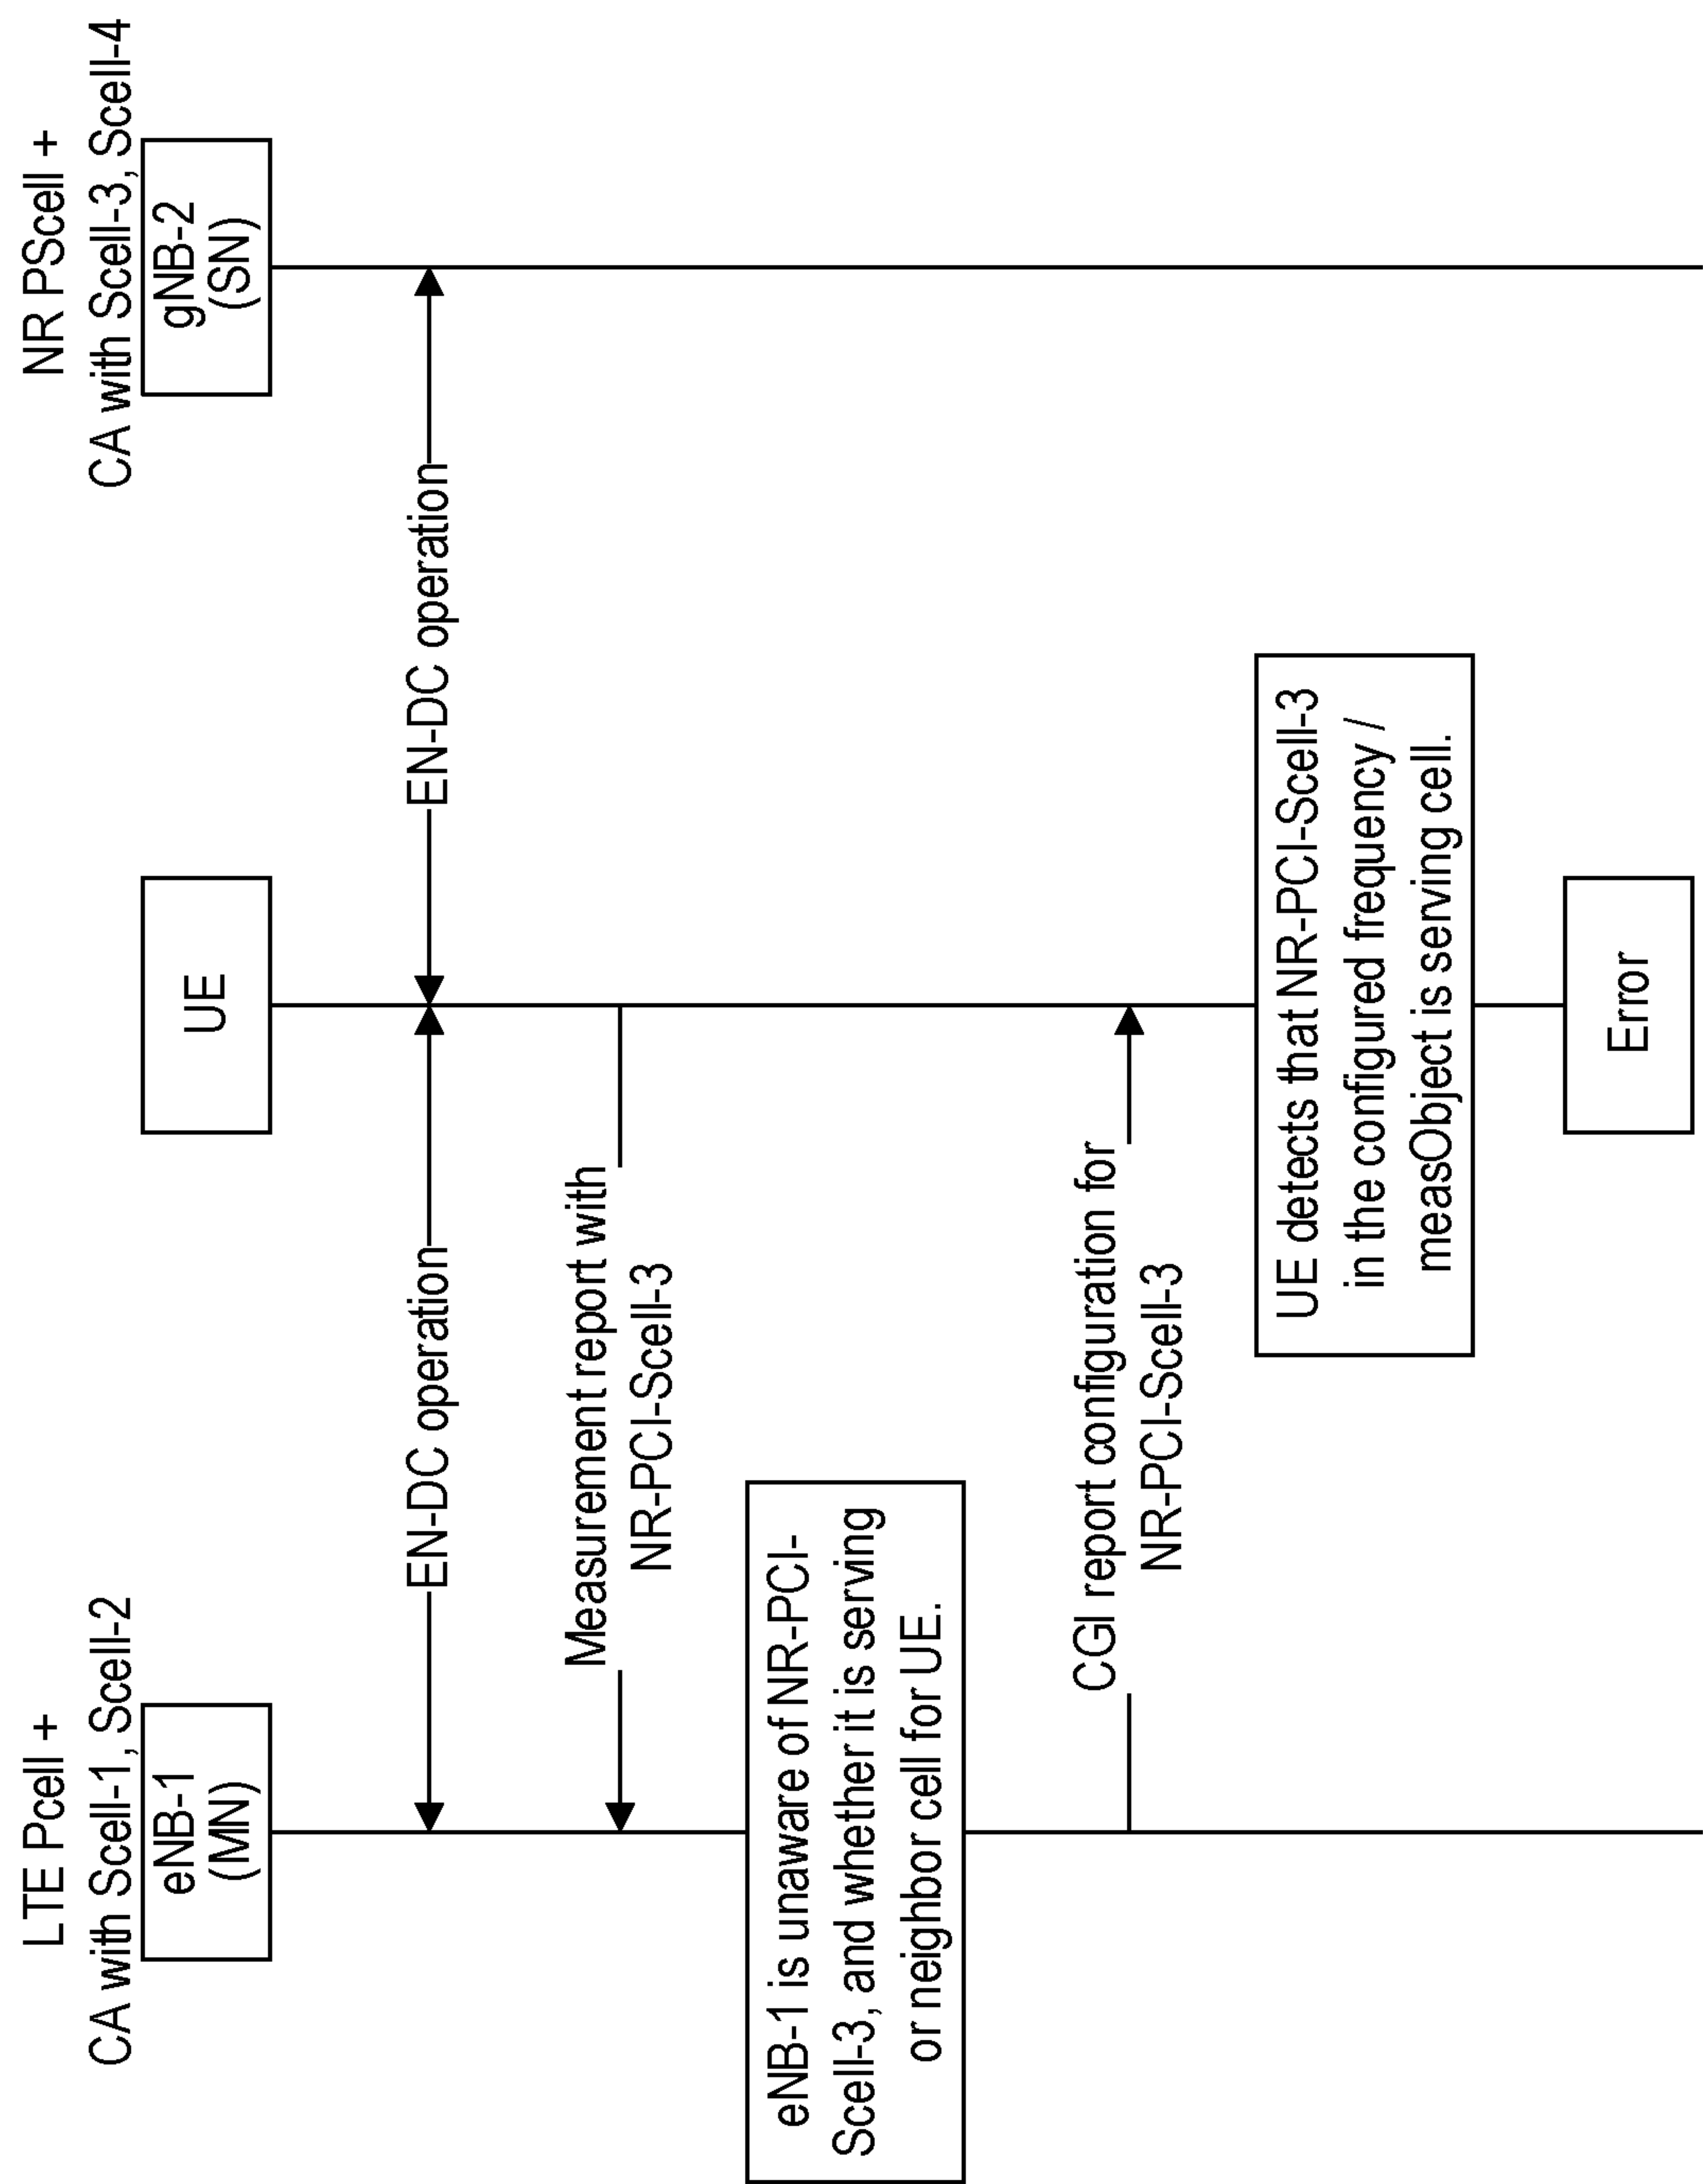 LTE Pcell +
CA with Scell-1, Scell-2
eNB-1
(MN)
UE
NR PScell +
CA with Scell-3, Scell-4
gNB-2
(SN)
EN-DC operation
EN-DC operation
Measurement report with
NR-PCI-Scell-3
eNB-1 is unaware of NR-PCI-
Scell-3, and whether it is serving
or neighbor cell for UE.
CGI report configuration for
NR-PCI-Scell-3
UE detects that NR-PCI-Scell-3
in the configured frequency /
measObject is serving cell.
Error